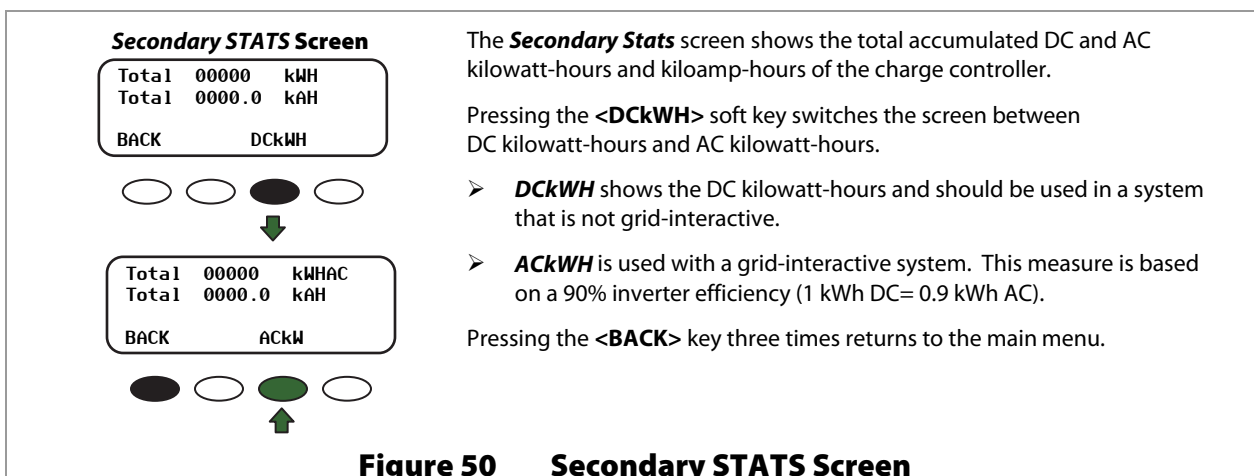 Secondary STATS Screen
Total 00000 kWH
Total 0000.0 kAH
BACK DCkWH
Total 00000 kWHAC
Total 0000.0 kAH
BACK ACkW
The Secondary Stats screen shows the total accumulated DC and AC
kilowatt-hours and kiloamp-hours of the charge controller.
Pressing the <DCkWH> soft key switches the screen between
DC kilowatt-hours and AC kilowatt-hours.
➢ DCkWH shows the DC kilowatt-hours and should be used in a system
that is not grid-interactive.
➢ ACkWH is used with a grid-interactive system. This measure is based
on a 90% inverter efficiency (1 kWh DC= 0.9 kWh AC).
Pressing the <BACK> key three times returns to the main menu.
Figure 50 Secondary STATS Screen